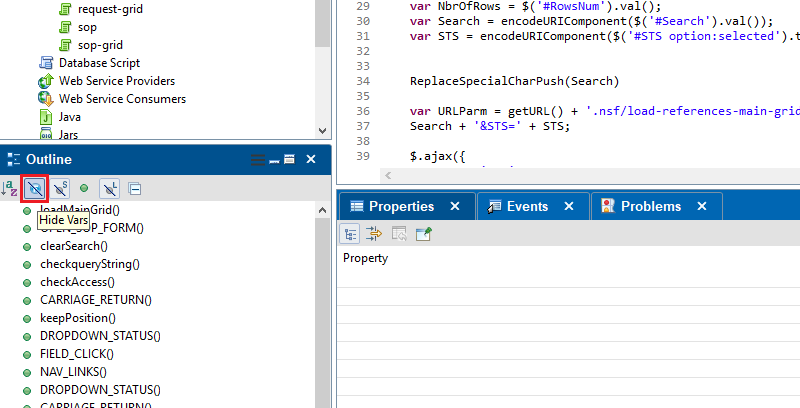 request-grid
sop
sop-grid
Database Script
Web Service Providers
Web Service Consumers
Java
Jars
Outline
Hide Vars
OPEN_SOP_FORM()
clearSearch()
checkqueryString()
checkAccess()
CARRIAGE_RETURN()
keepPosition()
DROPDOWN_STATUS()
FIELD_CLICK()
NAV_LINKS()
DROPDOWN_STATUS()
CARRIAGE_RETURN()
29 var NbrOfRows = $('#RowsNum').val();
30 var Search = encodeURIComponent($('#Search').val());
31 var STS = encodeURIComponent($('#STS option:selected').t
32
33
34 ReplaceSpecialCharPush(Search)
35
36 var URLParm = getURL() + '.nsf/load-references-main-grid
37 Search + '&STS=' + STS;
38
39 $.ajax({
Properties
Events
Problems
Property